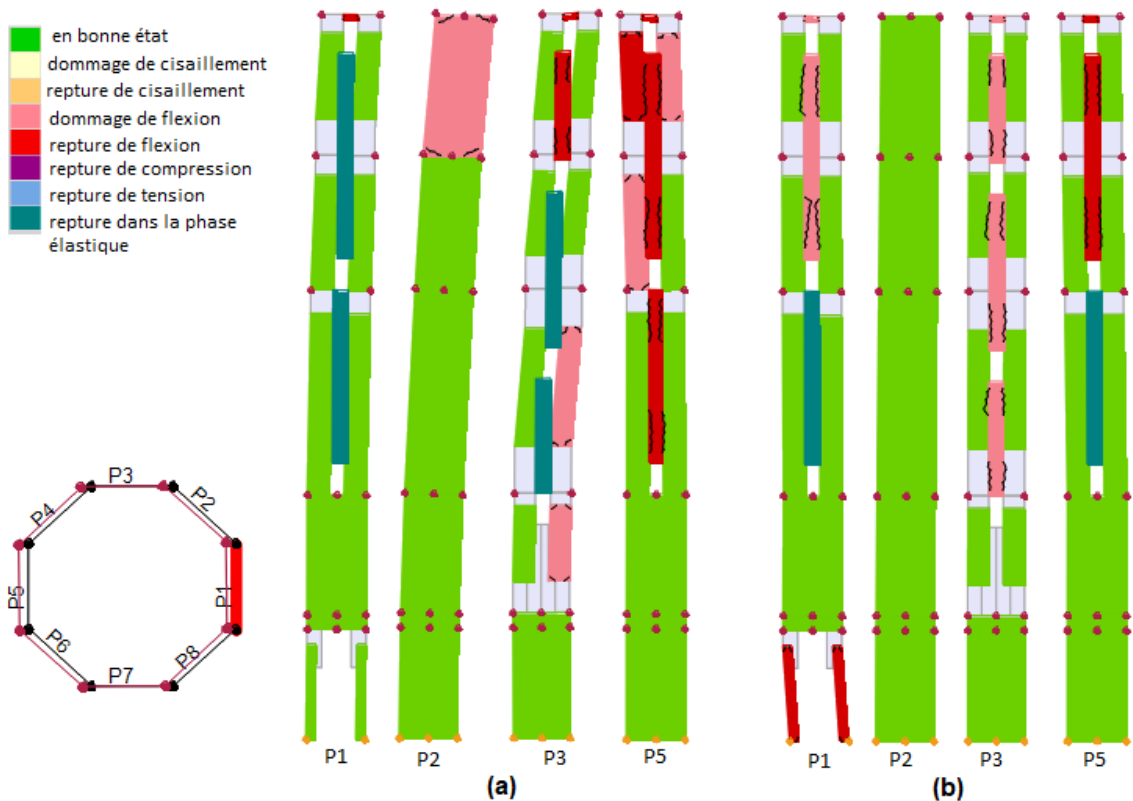 en bonne état
dommage de cisaillement
repture de cisaillement
dommage de flexion
repture de flexion
repture de compression
repture de tension
repture dans la phase
élastique
P3
P2
P4
P1
P5
P6
P8
P7
P1
P2
P3
P5
(a)
P1
P2
P3
P5
(b)